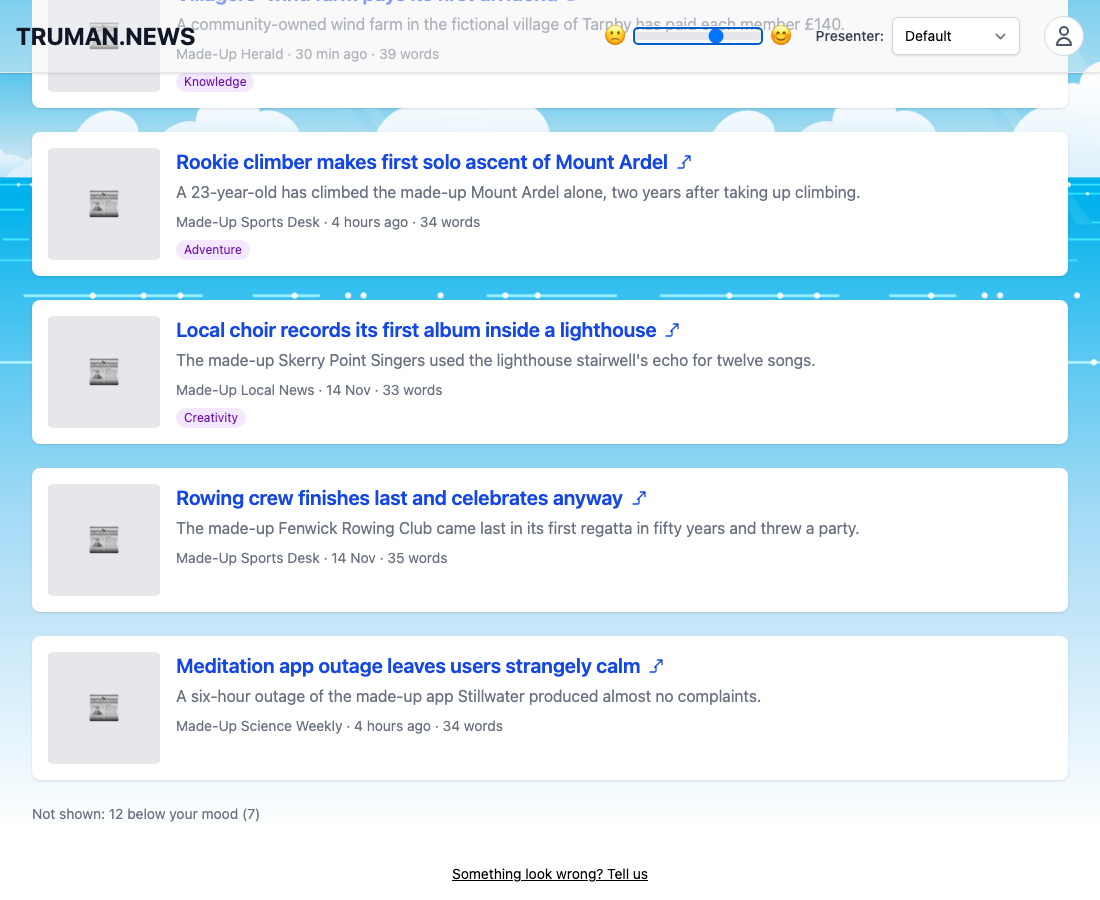 Villagers' wind farm pays its first dividend
A community-owned wind farm in the fictional village of Tarnby has paid each member £140.
TRUMAN.NEWS
Presenter:
Default
Made-Up Herald · 30 min ago · 39 words
Knowledge
Rookie climber makes first solo ascent of Mount Ardel
A 23-year-old has climbed the made-up Mount Ardel alone, two years after taking up climbing.
Made-Up Sports Desk · 4 hours ago · 34 words
Adventure
Local choir records its first album inside a lighthouse
The made-up Skerry Point Singers used the lighthouse stairwell's echo for twelve songs.
Made-Up Local News · 14 Nov · 33 words
Creativity
Rowing crew finishes last and celebrates anyway
The made-up Fenwick Rowing Club came last in its first regatta in fifty years and threw a party.
Made-Up Sports Desk · 14 Nov · 35 words
Meditation app outage leaves users strangely calm
A six-hour outage of the made-up app Stillwater produced almost no complaints.
Made-Up Science Weekly · 4 hours ago · 34 words
Not shown: 12 below your mood (7)
Something look wrong? Tell us